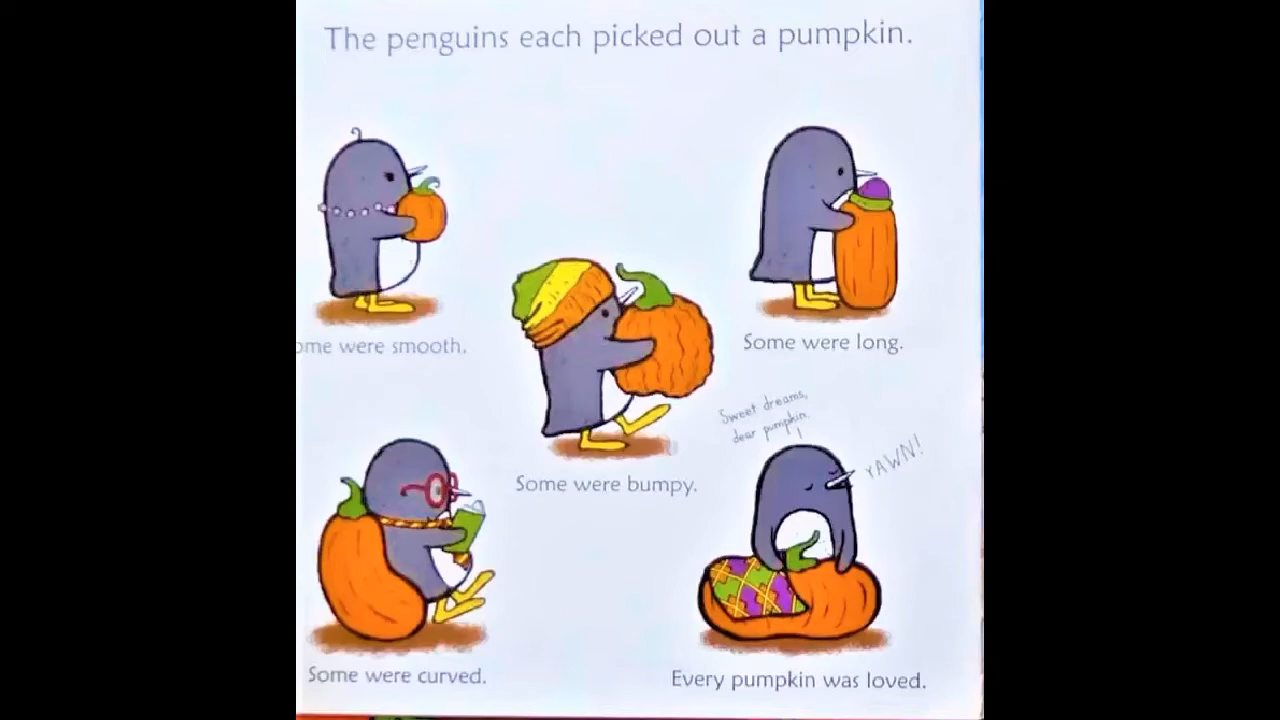 The penguins each picked out a pumpkin.
ome were smooth.
Some were long.
Some were bumpy.
Sweet dreams,
dear pumpkin.
YAWN!
Some were curved.
Every pumpkin was loved.